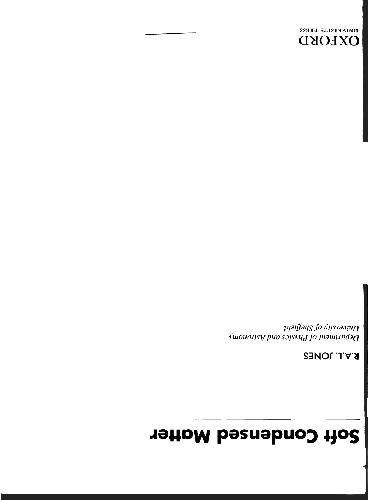 Soft Condensed Matter
R.A.L. JONES
Department of Physics and Astronomy
University of Sheffield
OXFORD
UNIVERSITY PRESS